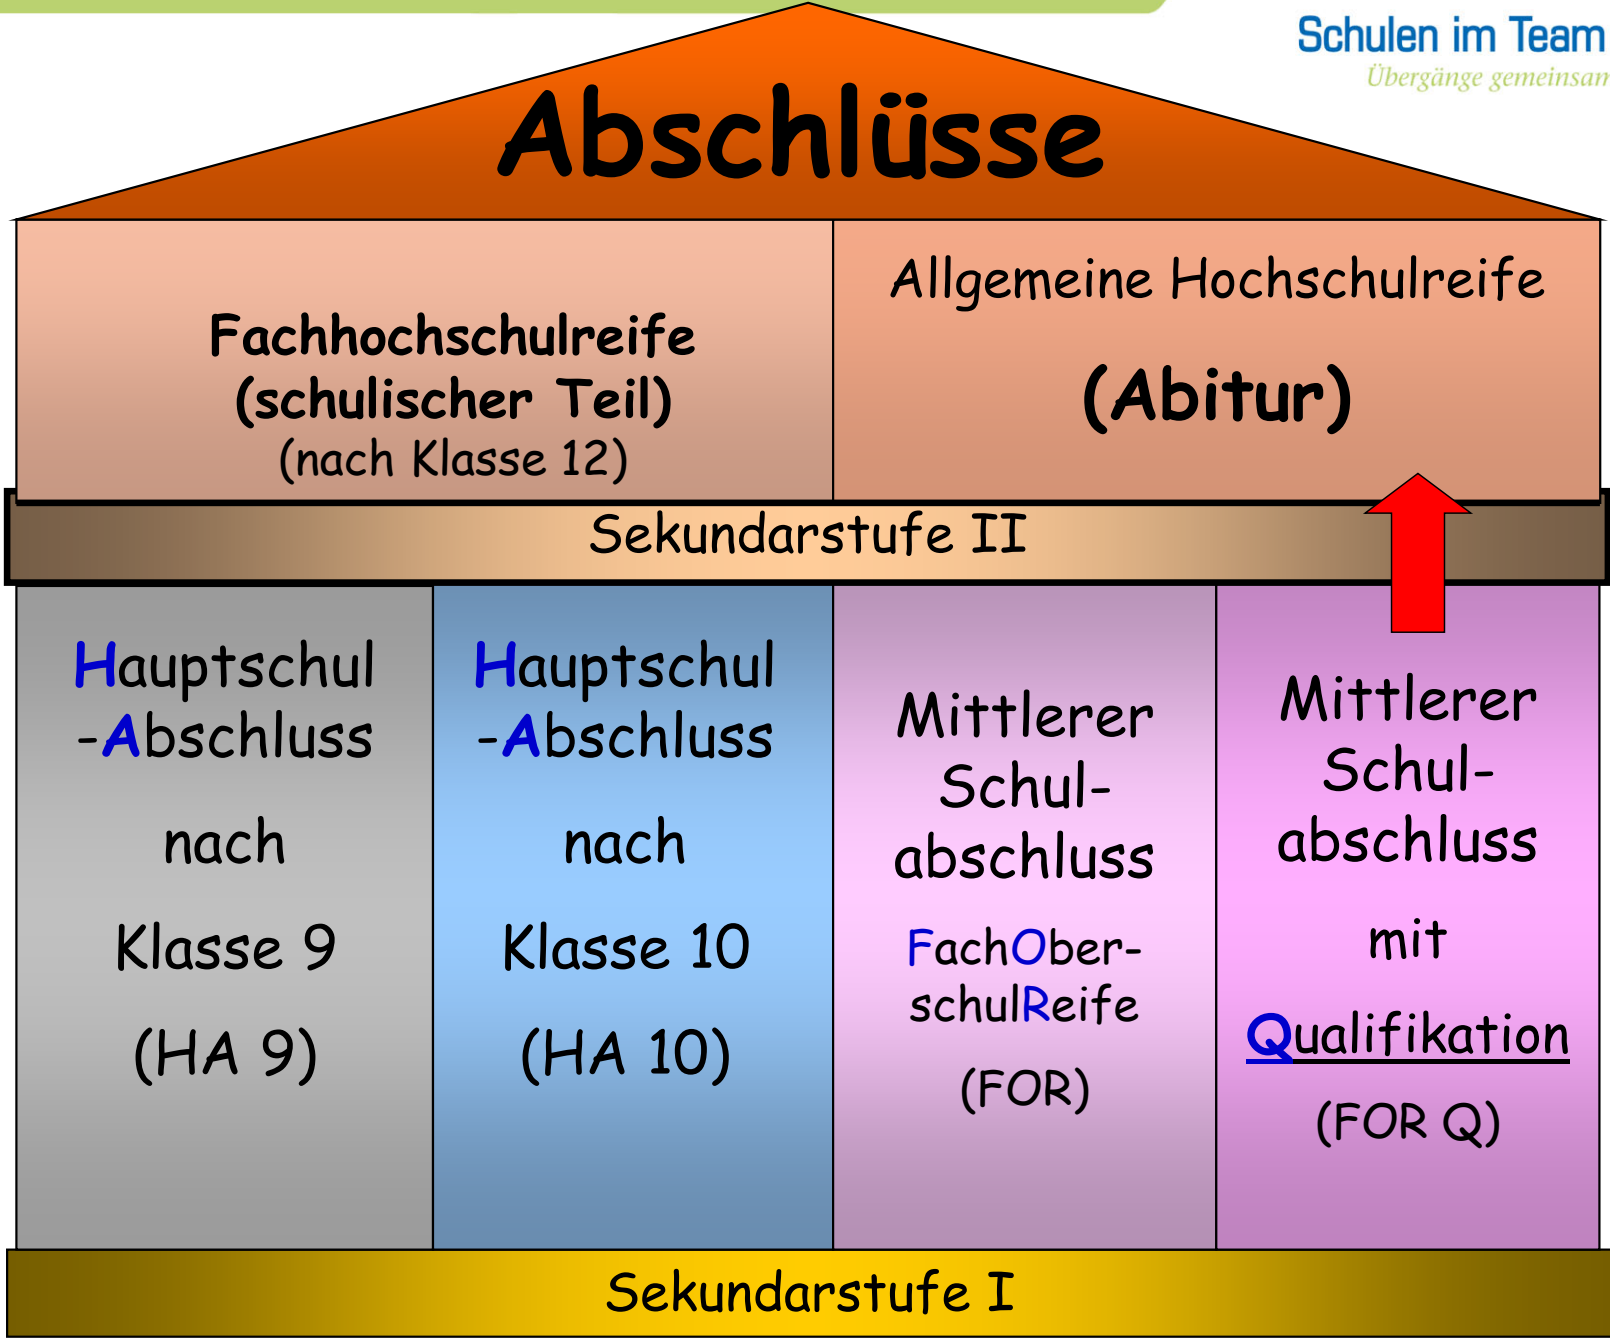 Schulen im Team
Übergänge gemeinsam
Abschlüsse
Fachhochschulreife
(schulischer Teil)
(nach Klasse 12)
Allgemeine Hochschulreife
(Abitur)
Sekundarstufe II
Hauptschul
-Abschluss
nach
Klasse 9
(HA 9)
Hauptschul
-Abschluss
nach
Klasse 10
(HA 10)
Mittlerer
Schul-
abschluss
FachOber-
schulReife
(FOR)
Mittlerer
Schul-
abschluss
mit
Qualifikation
(FOR Q)
Sekundarstufe I